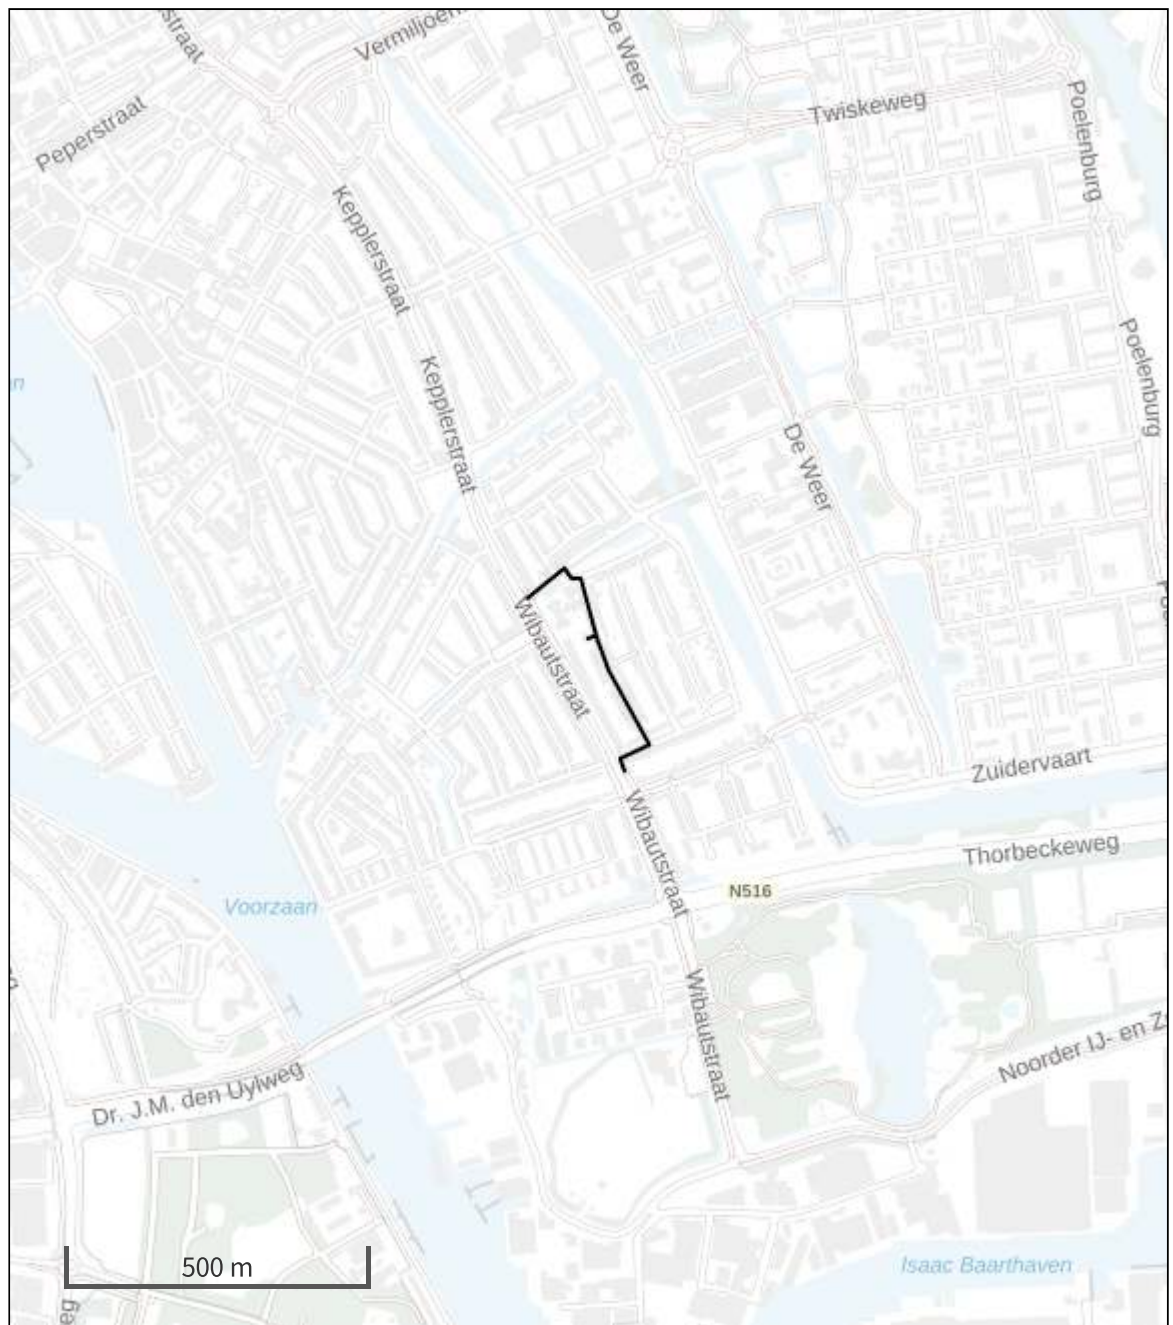 straat
Vermiljoen
De Weer
Peperstraat
Twiskeweg
Poelenburg
Kepplerstraat
Poelenburg
Kepplerstraat
De Weer
Wibautstraat
Zuidervaart
Wibautstraat
Thorbeckeweg
N516
Voorzaan
Wibautstraat
Noorder IJ- en Z
Dr. J.M. den Uylweg
500 m
Isaac Baarthaven